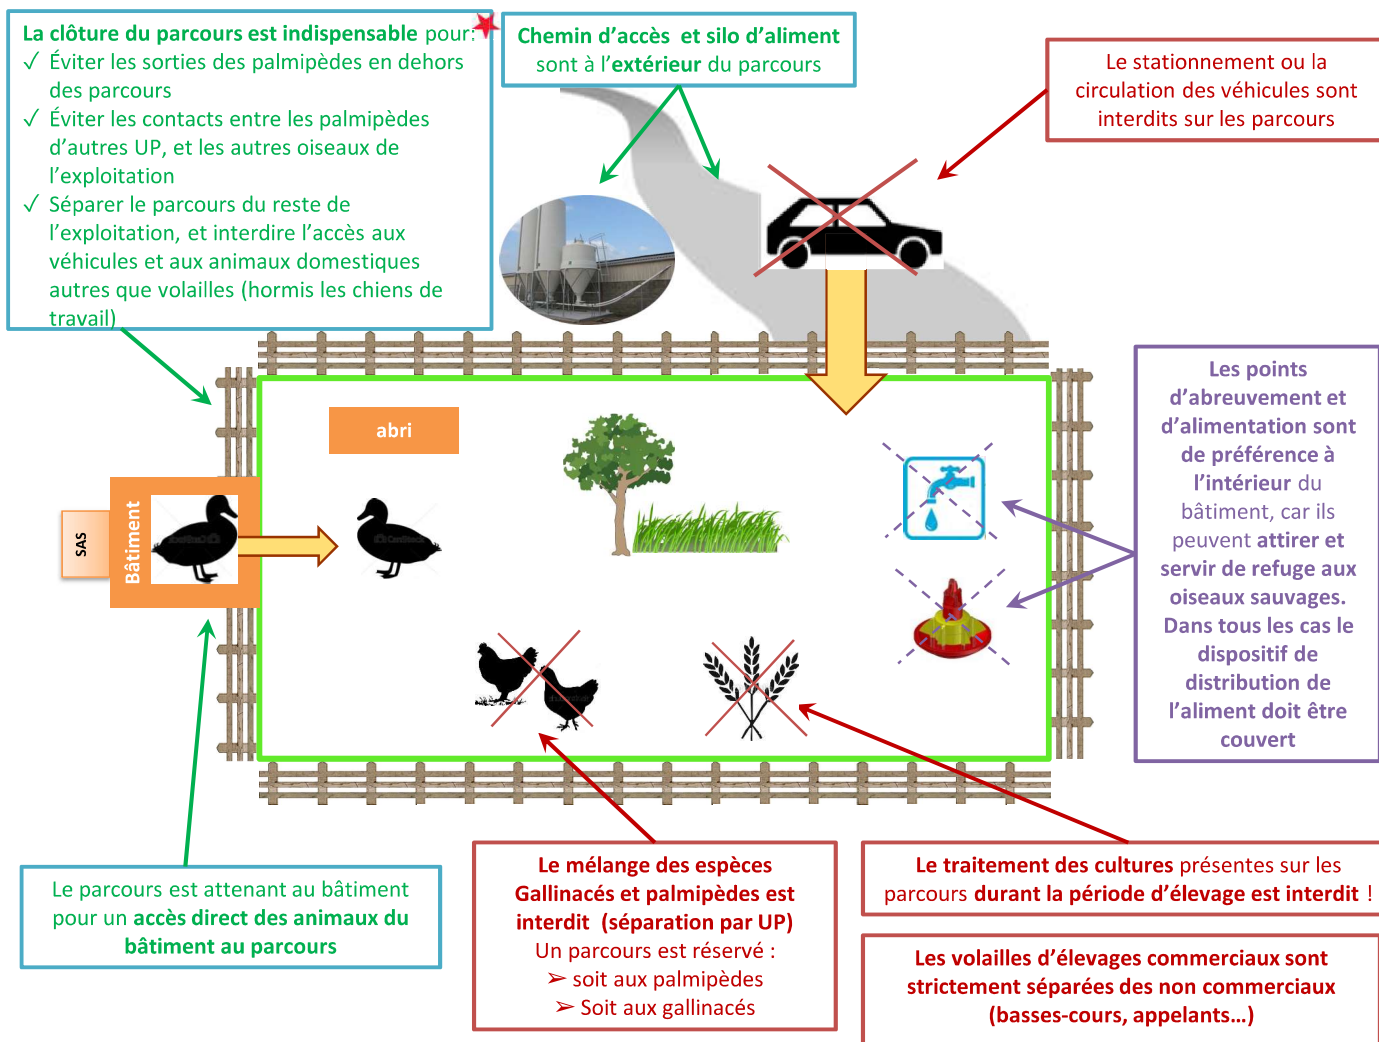 La clôture du parcours est indispensable pour:
✓ Éviter les sorties des palmipèdes en dehors
des parcours
✓ Éviter les contacts entre les palmipèdes
d'autres UP, et les autres oiseaux de
l'exploitation
✓ Séparer le parcours du reste de
l'exploitation, et interdire l'accès aux
véhicules et aux animaux domestiques
autres que volailles (hormis les chiens de
travail)
Chemin d'accès et silo d'aliment
sont à l'extérieur du parcours
Le stationnement ou la
circulation des véhicules sont
interdits sur les parcours
abri
SAS
Bâtiment
Les points
d'abreuvement et
d'alimentation sont
de préférence à
l'intérieur du
bâtiment, car ils
peuvent attirer et
servir de refuge aux
oiseaux sauvages.
Dans tous les cas le
dispositif de
distribution de
l'aliment doit être
couvert
Le parcours est attenant au bâtiment
pour un accès direct des animaux du
bâtiment au parcours
Le mélange des espèces
Gallinacés et palmipèdes est
interdit (séparation par UP)
Un parcours est réservé :
➢ soit aux palmipèdes
➢ Soit aux gallinacés
Le traitement des cultures présentes sur les
parcours durant la période d'élevage est interdit !
Les volailles d'élevages commerciaux sont
strictement séparées des non commerciaux
(basses-cours, appelants...)